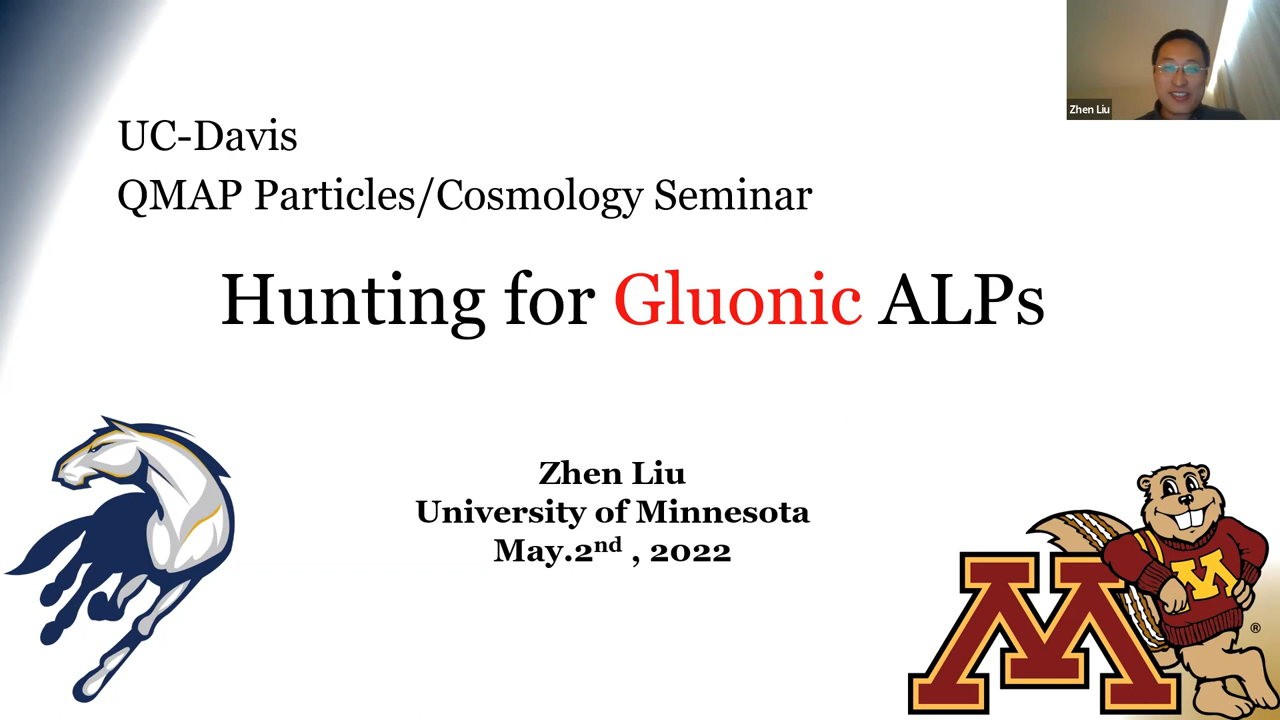 UC-Davis
QMAP Particles/Cosmology Seminar
Hunting for Gluonic ALPs
Zhen Liu
University of Minnesota
May.2nd , 2022
Zhen Liu
M
M
®